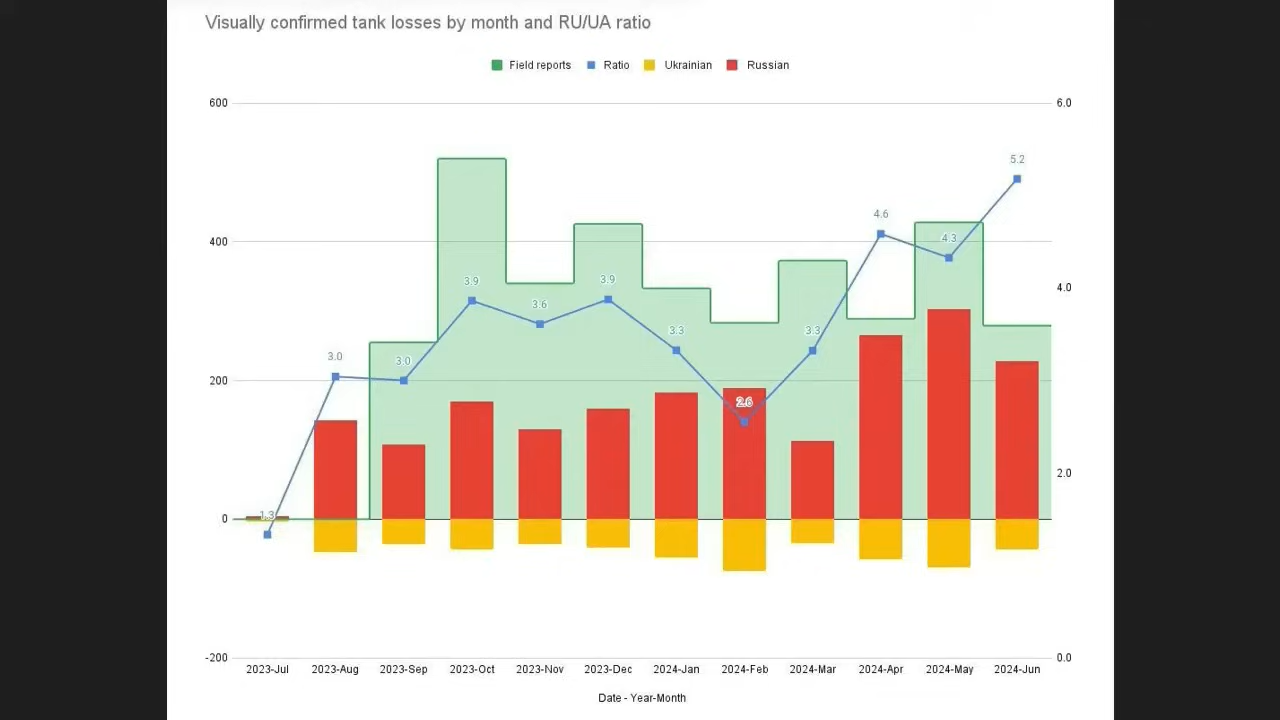 Visually confirmed tank losses by month and RU/UA ratio
Field reports Ratio Ukrainian Russian
600 6.0
5.2
4.6
400 4.3
3.9 3.9 4.0
3.6
3.3 3.3
3.0 3.0
200
2.6
2.0
1.3
0
-200 0.0
2023-Jul 2023-Aug 2023-Sep 2023-Oct 2023-Nov 2023-Dec 2024-Jan 2024-Feb 2024-Mar 2024-Apr 2024-May 2024-Jun
Date - Year-Month